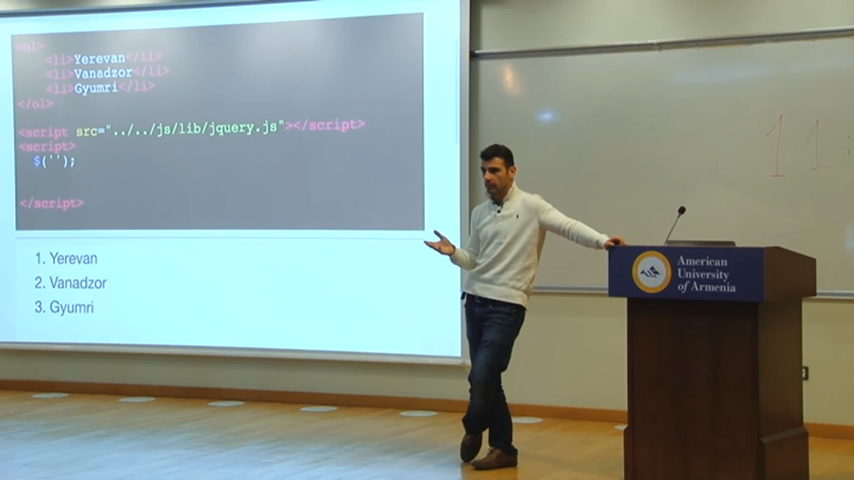 <ol>
<li>Yerevan</li>
<li>Vanadzor</li>
<li>Gyumri</li>
</ol>
<script src="../../js/lib/jquery.js"></script>
<script>
$('');
</script>
1. Yerevan
2. Vanadzor
3. Gyumri
11:
American
University
of Armenia